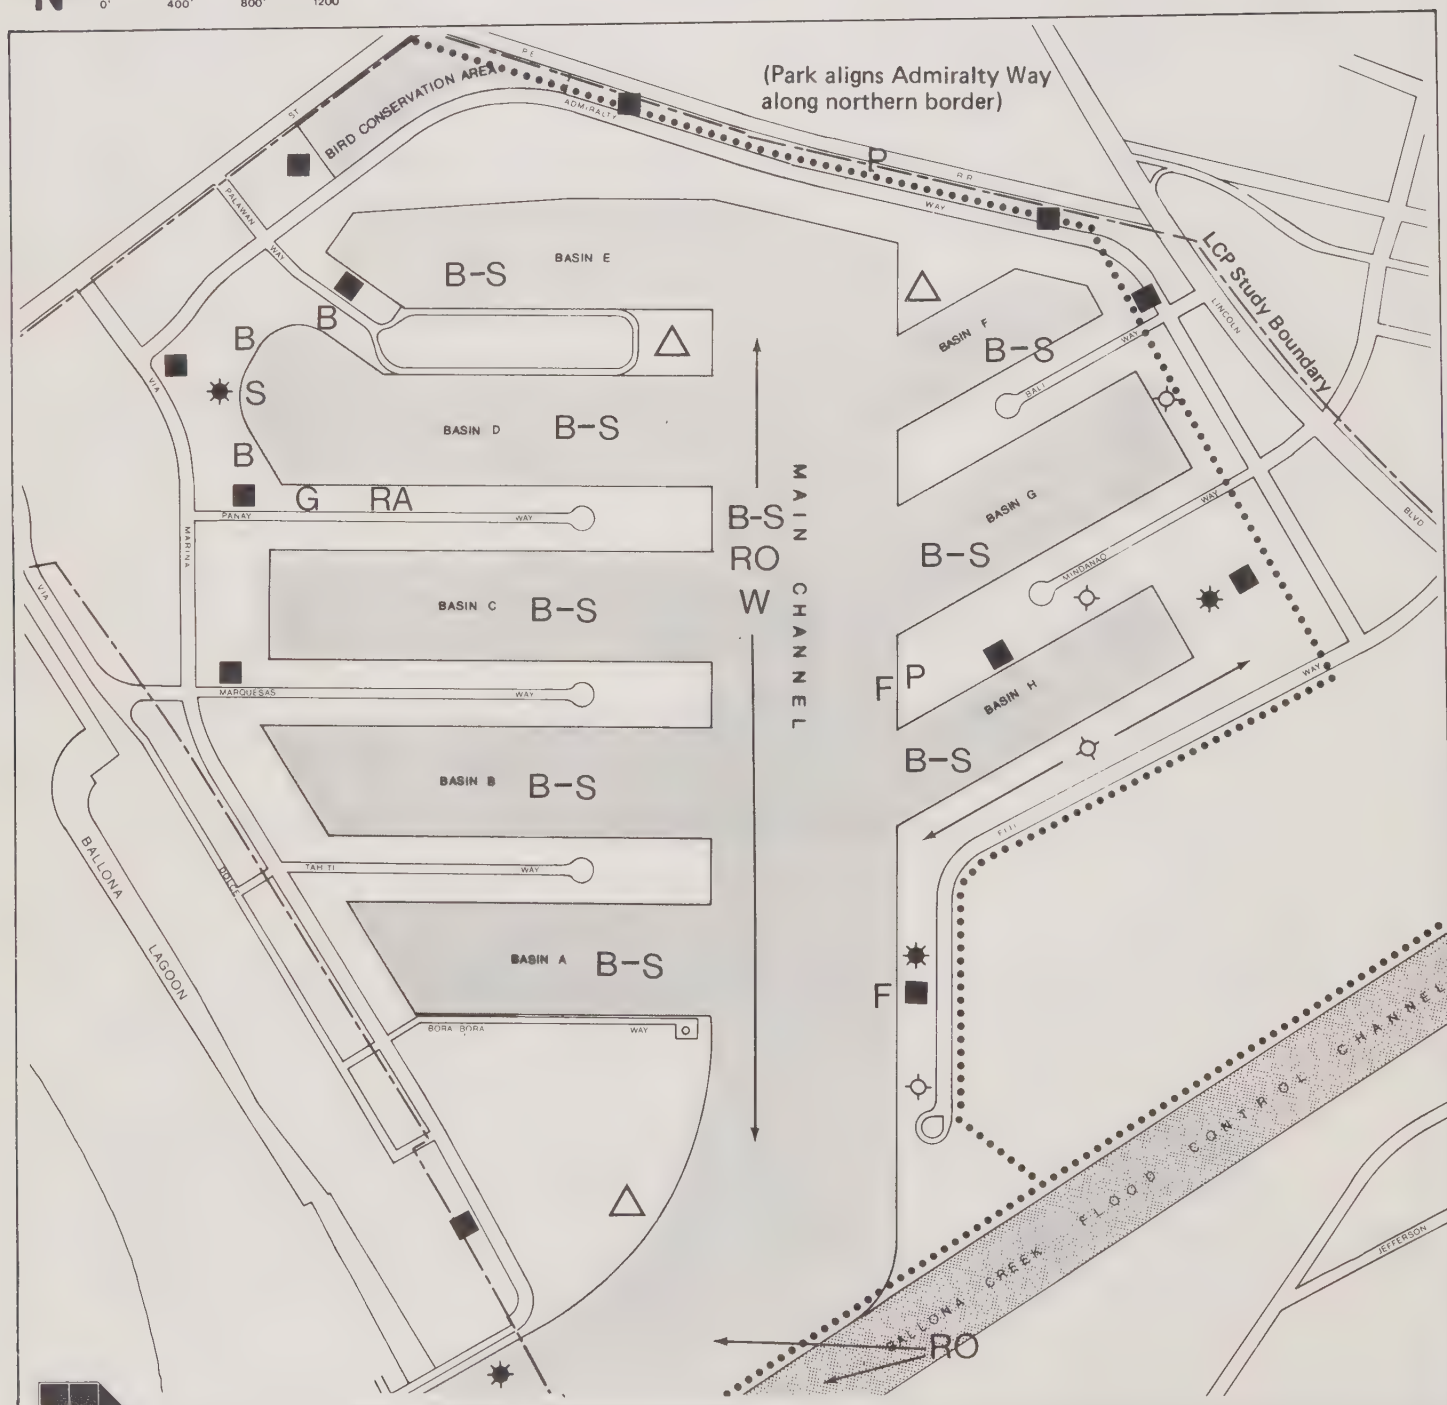 N
0' 400' 800' 1200
(Park aligns Admiralty Way
along northern border)
P E
R R
ST
BIRD CONSERVATION AREA
ADMIRALTY
WAY
P
PALAWAN
WAY
BASIN E
B-S
LCP Study Boundary
LINCOLN
BLVD
B
B
S
B
BASIN F
B-S
BALI
WAY
VIA
MARINA
BASIN D
B-S
G RA
PANAY WAY
B-S
RO
W
MAIN CHANNEL
BASIN G
B-S
MINDANAO
WAY
BASIN C
B-S
VIA
DOLCE
MARQUESAS WAY
F P
BASIN H
B-S
FIJI
WAY
BASIN B
B-S
BALLONA
LAGOON
TAHITI WAY
BASIN A
B-S
F
BORA BORA WAY
BALLONA CREEK FLOOD CONTROL CHANNEL
JEFFERSON
RO